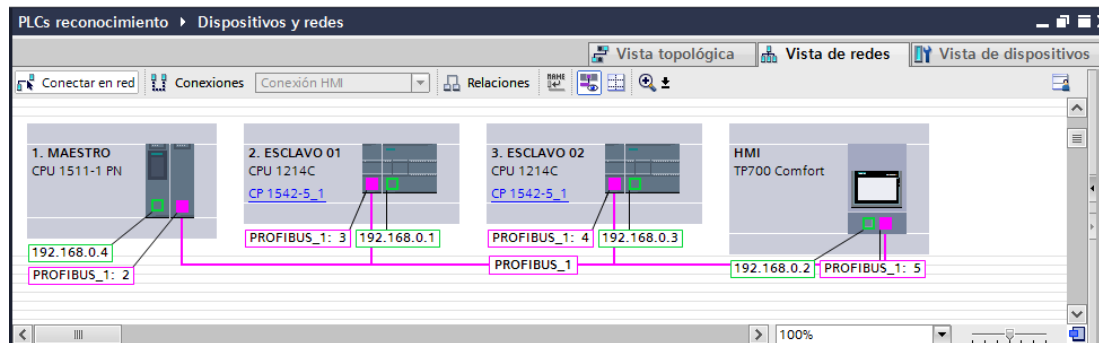 PLCs reconocimiento ▸ Dispositivos y redes
Vista topológica Vista de redes Vista de dispositivos
Conectar en red Conexiones Conexión HMI Relaciones
1. MAESTRO
CPU 1511-1 PN
192.168.0.4
PROFIBUS_1: 2
2. ESCLAVO 01
CPU 1214C
CP 1542-5_1
PROFIBUS_1: 3 192.168.0.1
3. ESCLAVO 02
CPU 1214C
CP 1542-5_1
PROFIBUS_1: 4 192.168.0.3
PROFIBUS_1
HMI
TP700 Comfort
192.168.0.2 PROFIBUS_1: 5
100%